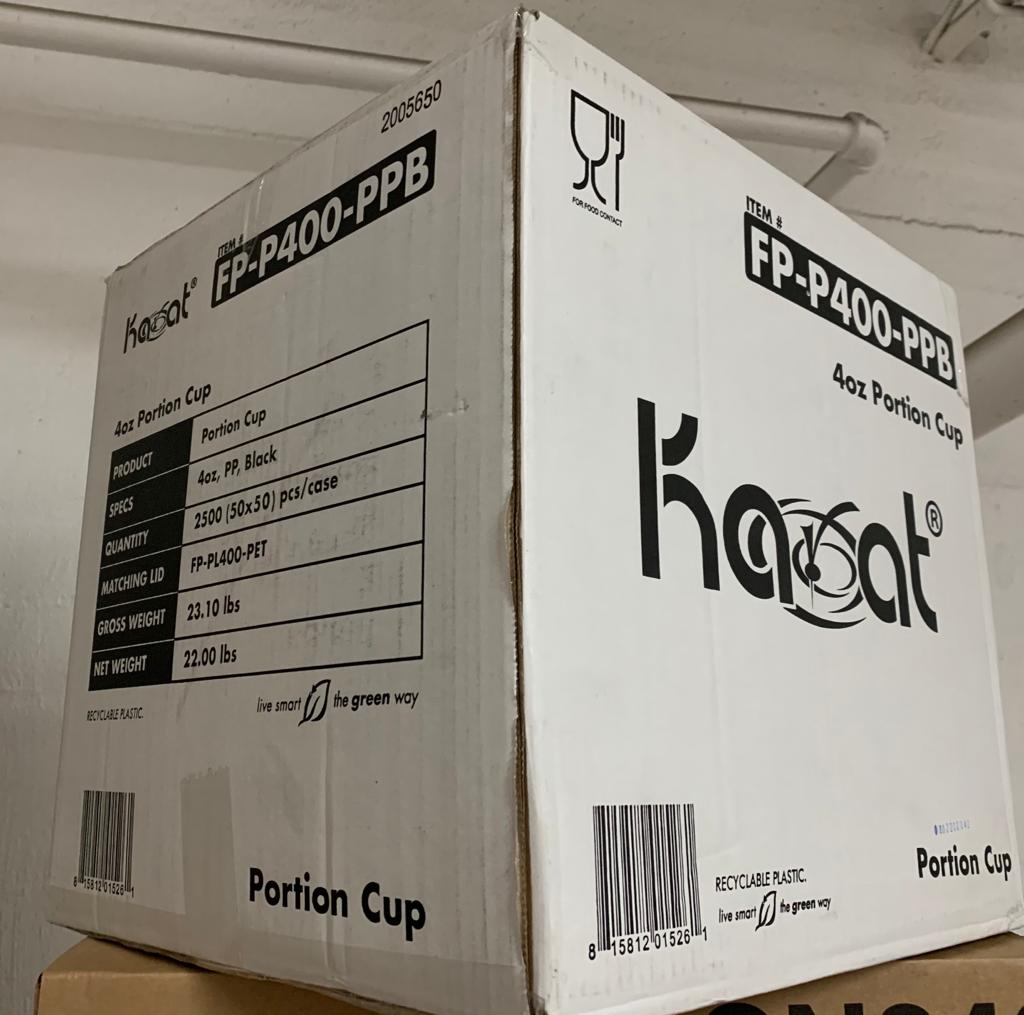 2005650
ITEM #
FP-P400-PPB
Karat®
4oz Portion Cup
PRODUCT Portion Cup
SPECS 4oz, PP, Black
QUANTITY 2500 (50x50) pcs/case
MATCHING LID FP-PL400-PET
GROSS WEIGHT 23.10 lbs
NET WEIGHT 22.00 lbs
RECYCLABLE PLASTIC.
live smart the green way
8 15812 01526 1
Portion Cup
FOR FOOD CONTACT
ITEM #
FP-P400-PPB
4oz Portion Cup
Karat®
8 15812 01526 1
RECYCLABLE PLASTIC.
live smart the green way
Portion Cup